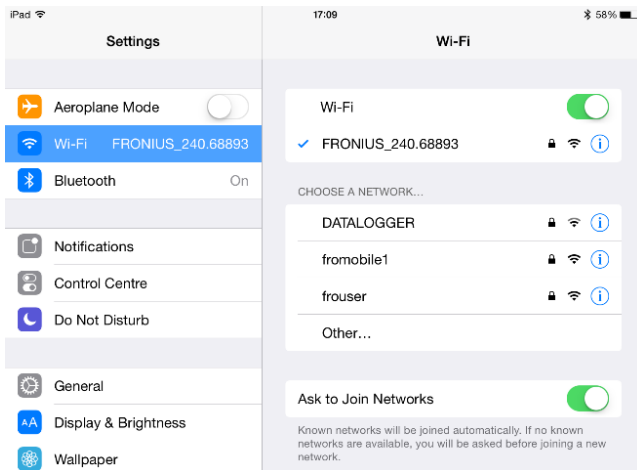 iPad 17:09 58%
Settings
Aeroplane Mode
Wi-Fi FRONIUS_240.68893
Bluetooth On
Notifications
Control Centre
Do Not Disturb
General
AA Display & Brightness
Wallpaper
Wi-Fi
Wi-Fi
FRONIUS_240.68893
CHOOSE A NETWORK...
DATALOGGER
fromobile1
frouser
Other...
Ask to Join Networks
Known networks will be joined automatically. If no known
networks are available, you will be asked before joining a new
network.